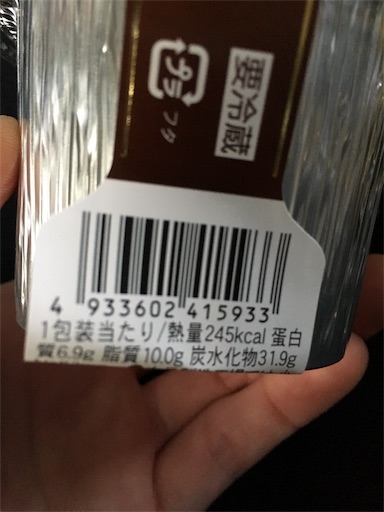 要冷蔵
プラ
フタ
4 933602 415933
1包装当たり/熱量245kcal 蛋白
質6.9g 脂質10.0g 炭水化物31.9g